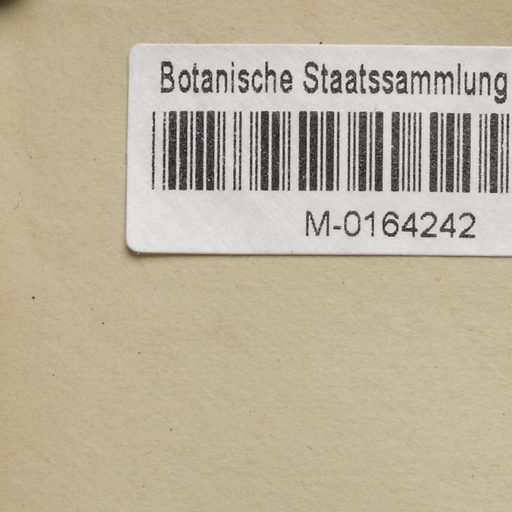 Botanische Staatssammlung
M-0164242